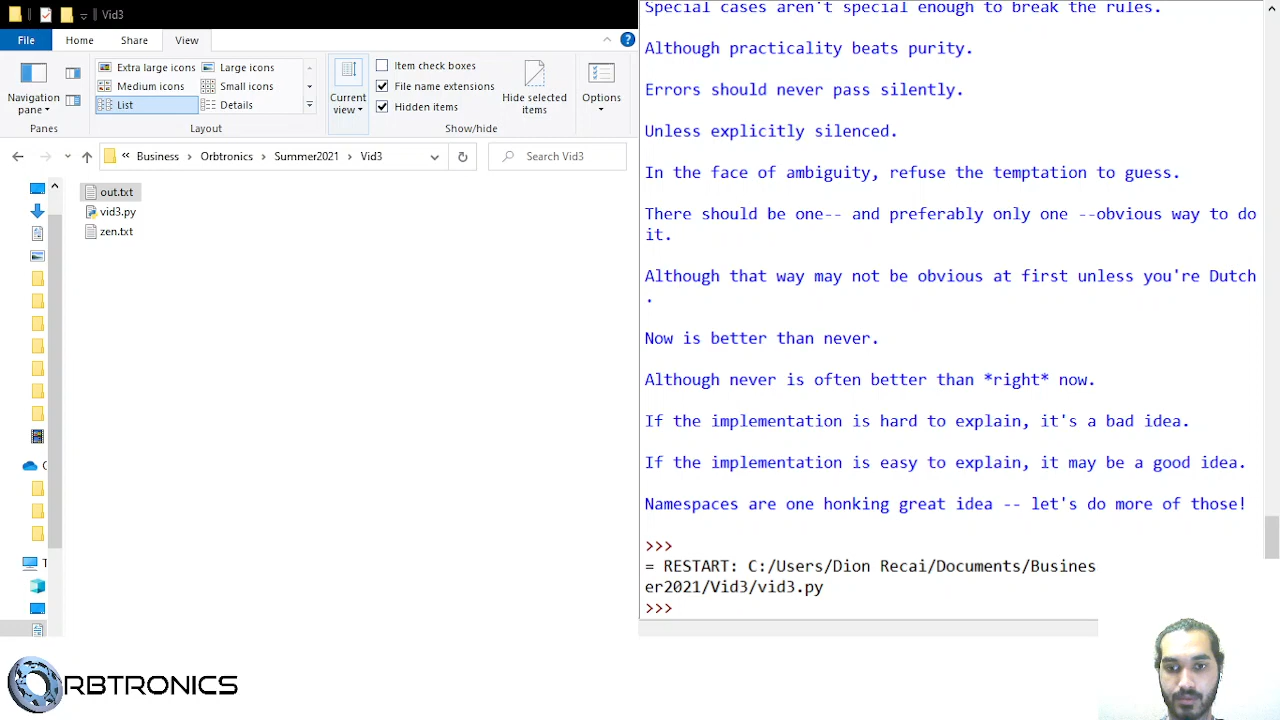 Vid3
File
Home
Share
View
Extra large icons
Large icons
Medium icons
Small icons
List
Details
Navigation
pane
Panes
Layout
Current
view
Item check boxes
File name extensions
Hidden items
Hide selected
items
Show/hide
Options
« Business > Orbtronics > Summer2021 > Vid3
Search Vid3
out.txt
vid3.py
zen.txt
ORBTRONICS
Special cases aren't special enough to break the rules.
Although practicality beats purity.
Errors should never pass silently.
Unless explicitly silenced.
In the face of ambiguity, refuse the temptation to guess.
There should be one-- and preferably only one --obvious way to do
it.
Although that way may not be obvious at first unless you're Dutch
.
Now is better than never.
Although never is often better than *right* now.
If the implementation is hard to explain, it's a bad idea.
If the implementation is easy to explain, it may be a good idea.
Namespaces are one honking great idea -- let's do more of those!
>>>
= RESTART: C:/Users/Dion Recai/Documents/Busines
er2021/Vid3/vid3.py
>>>